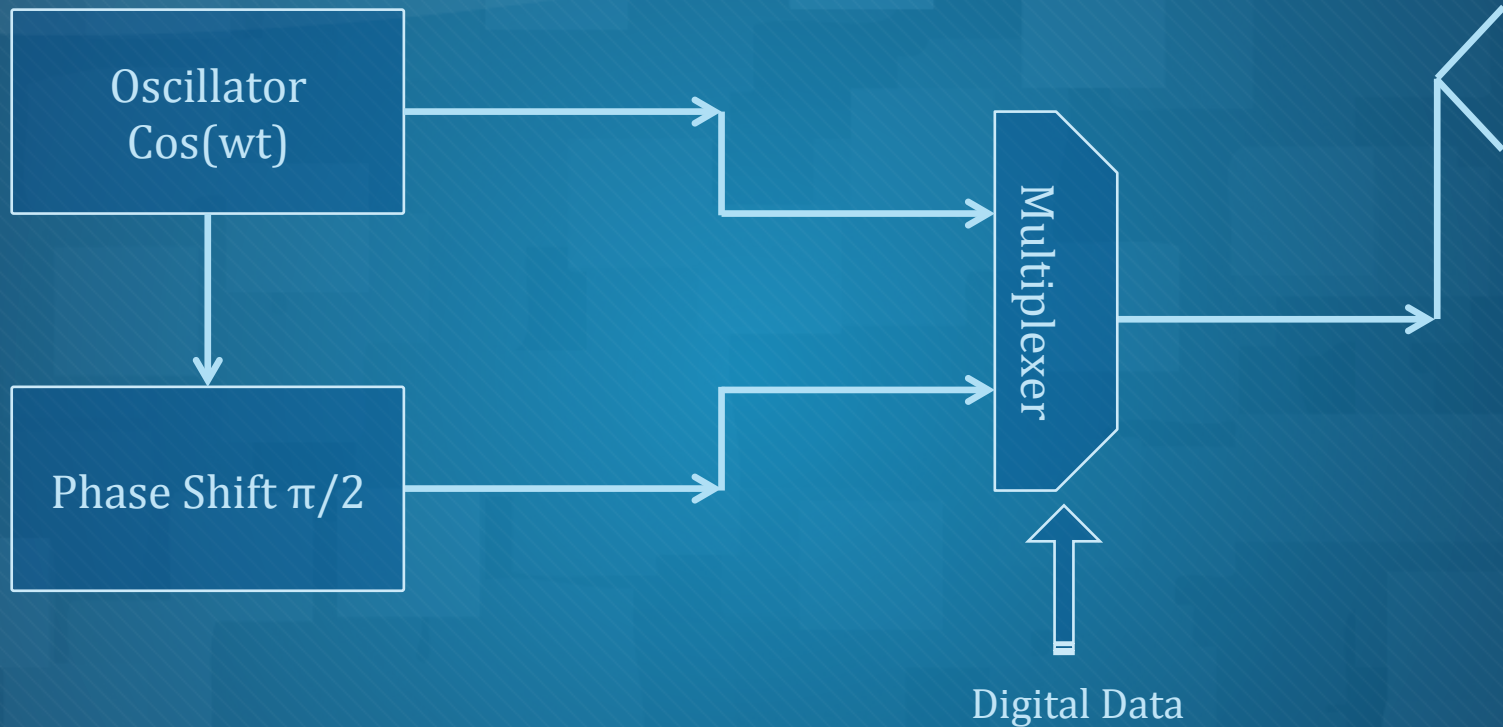 Oscillator
Cos(wt)
Multiplexer
Phase Shift π/2
Digital Data